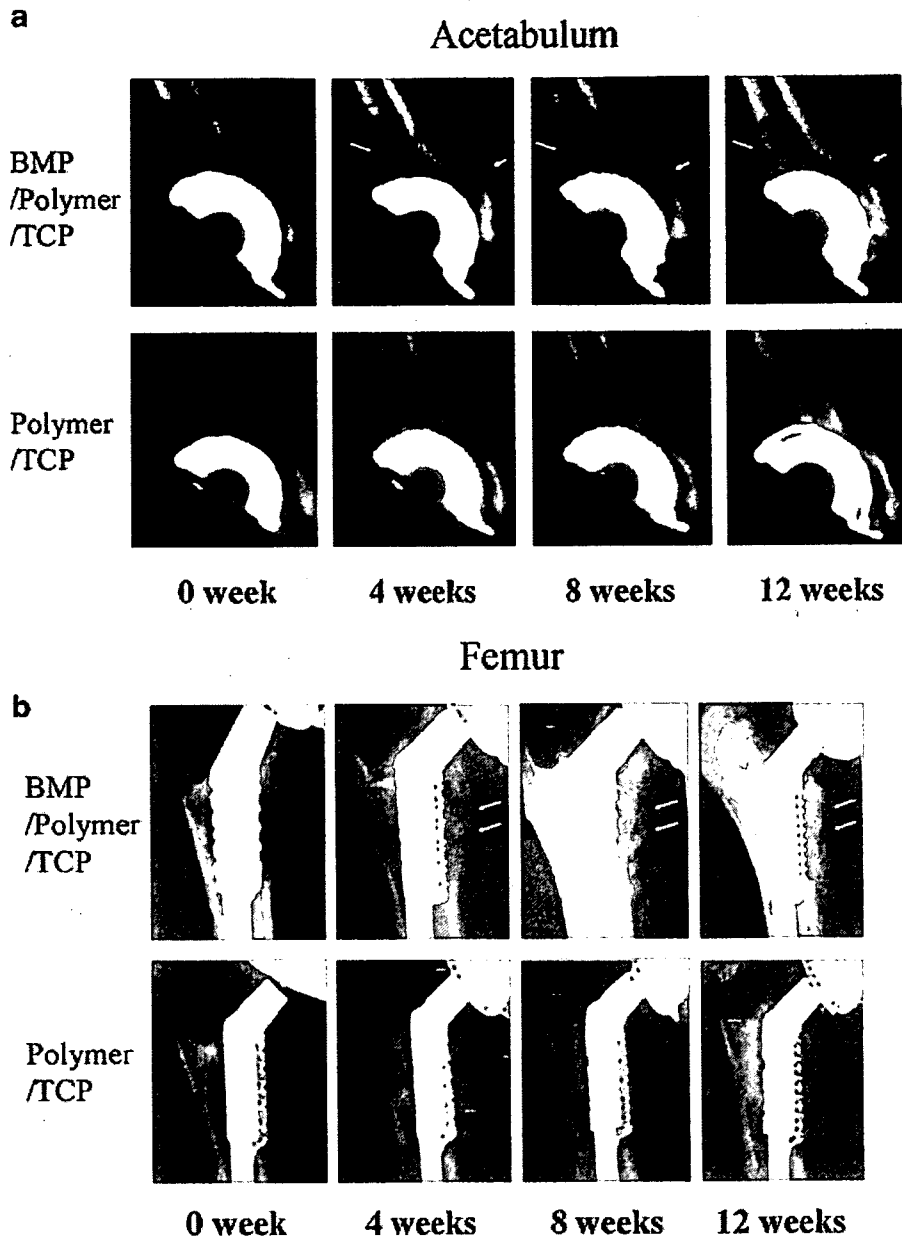 a
Acetabulum
BMP
/Polymer
/TCP
Polymer
/TCP
0 week 4 weeks 8 weeks 12 weeks
Femur
b
BMP
/Polymer
/TCP
Polymer
/TCP
0 week 4 weeks 8 weeks 12 weeks